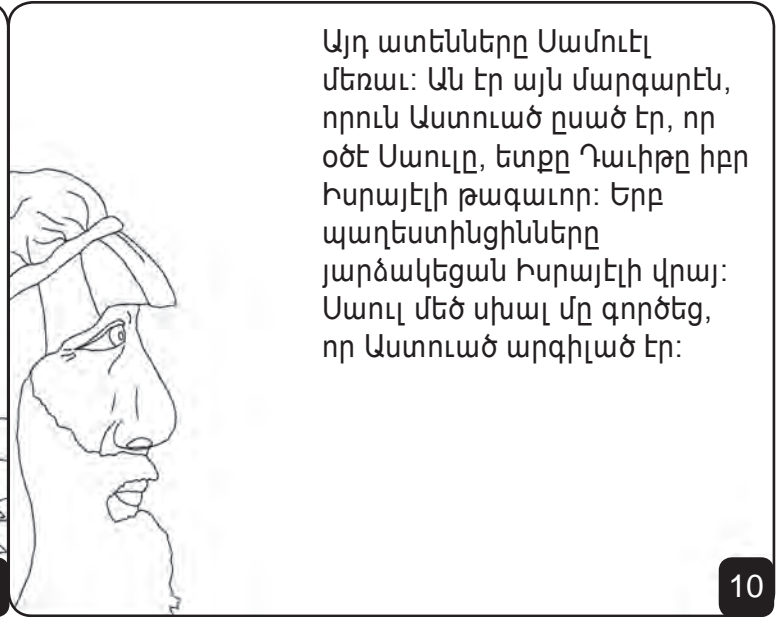 Այդ ատենները Սամուէլ
մեռաւ: Ան էր այն մարգարէն,
որուն Աստուած ըսած էր, որ
օծէ Սաուլը, ետքը Դաւիթը իբր
Իսրայէլի թագաւոր: Երբ
պաղեստինցինները
յարձակեցան Իսրայէլի վրայ:
Սաուլ մեծ սխալ մը գործեց,
որ Աստուած արգիլած էր:
10